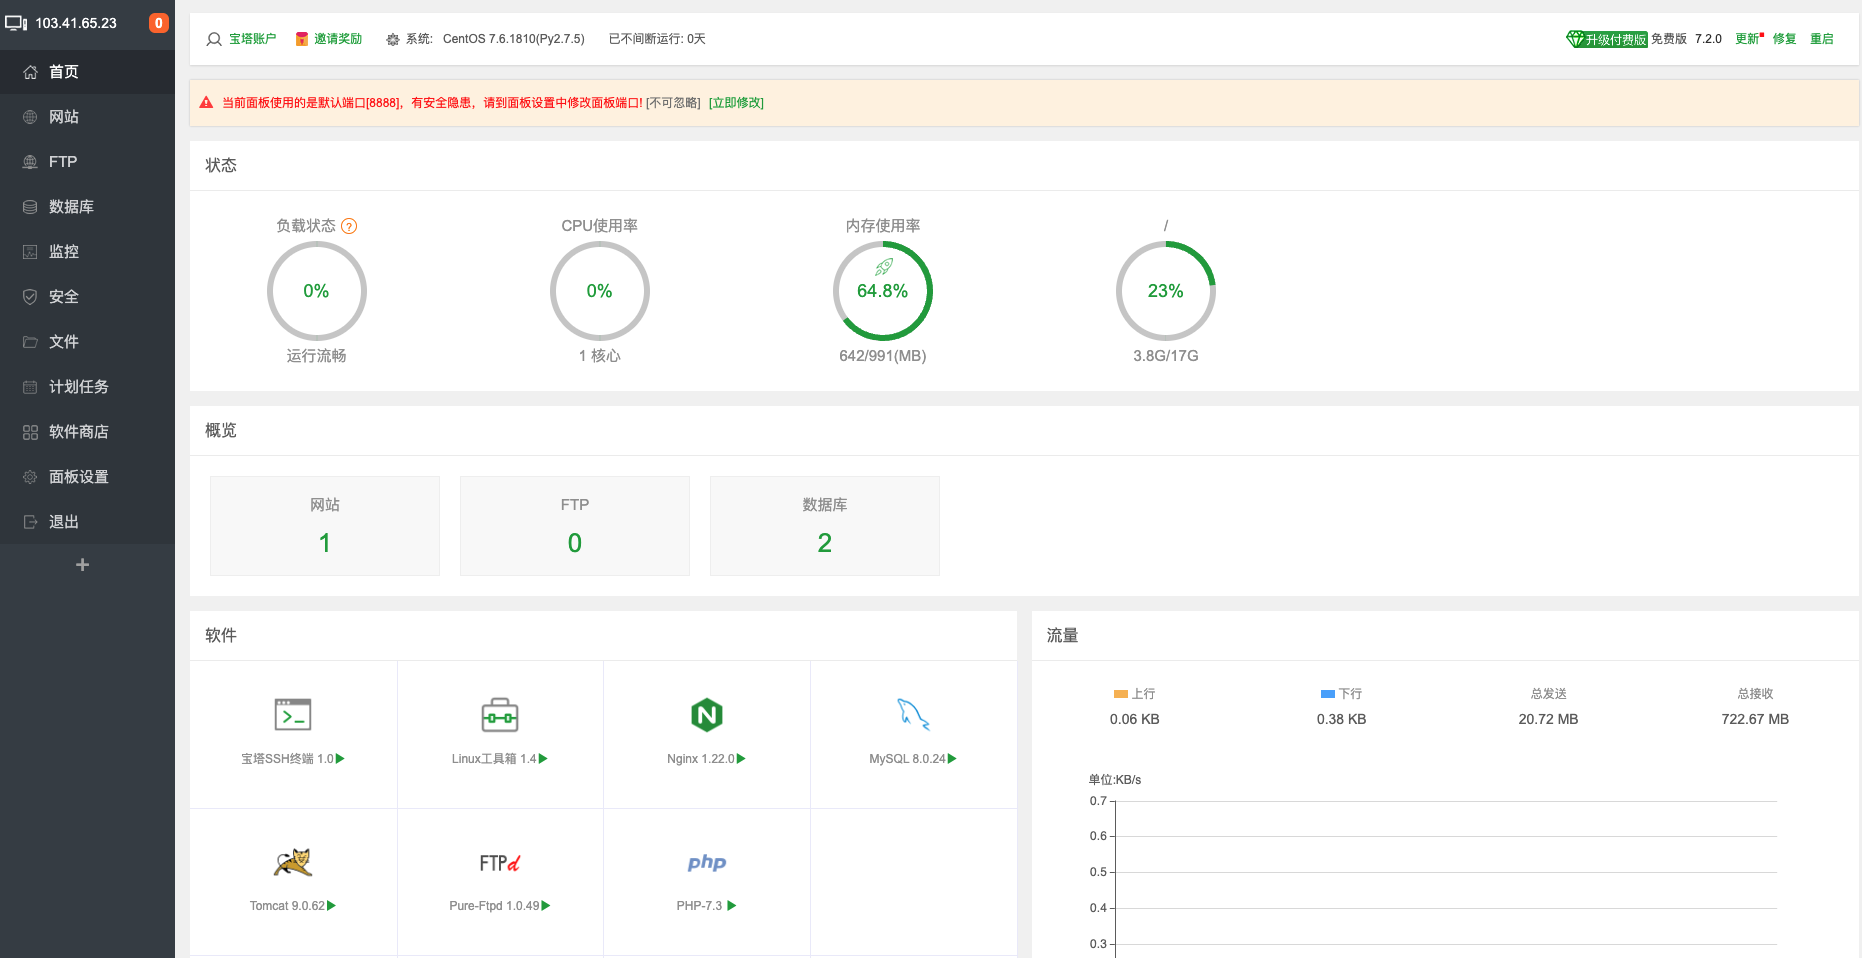 103.41.65.23 0
首页
网站
FTP
数据库
监控
安全
文件
计划任务
软件商店
面板设置
退出
宝塔账户 邀请奖励 系统: CentOS 7.6.1810(Py2.7.5) 已不间断运行: 0天 升级付费版 免费版 7.2.0 更新 修复 重启
当前面板使用的是默认端口[8888]，有安全隐患，请到面板设置中修改面板端口! [不可忽略] [立即修改]
状态
负载状态 ? CPU使用率 内存使用率 /
0% 0% 64.8% 23%
运行流畅 1 核心 642/991(MB) 3.8G/17G
概览
网站 FTP 数据库
1 0 2
软件
宝塔SSH终端 1.0 Linux工具箱 1.4 Nginx 1.22.0 MySQL 8.0.24
FTPd php
Tomcat 9.0.62 Pure-Ftpd 1.0.49 PHP-7.3
流量
上行 下行 总发送 总接收
0.06 KB 0.38 KB 20.72 MB 722.67 MB
单位:KB/s
0.7
0.6
0.5
0.4
0.3